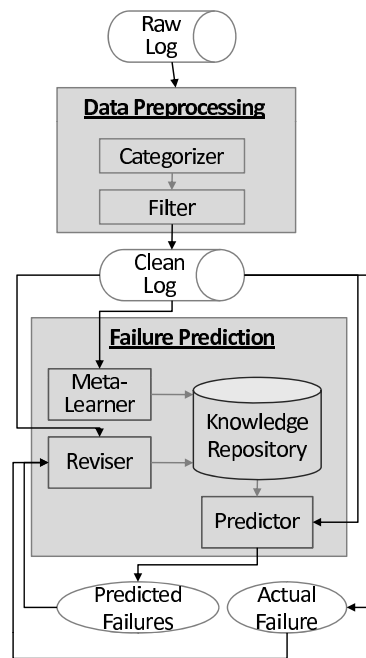 Raw
Log
Data Preprocessing
Categorizer
Filter
Clean
Log
Failure Prediction
Meta-
Learner
Knowledge
Repository
Reviser
Predictor
Predicted
Failures
Actual
Failure